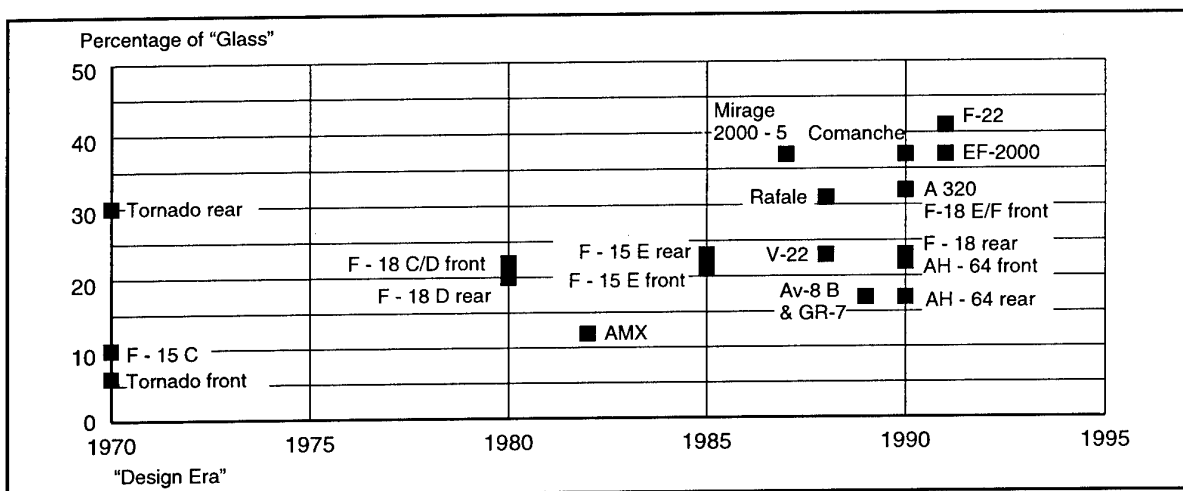 Percentage of “Glass”
50
40
30
20
10
0
Mirage
2000 - 5
Comanche
F-22
EF-2000
Tornado rear
Rafale
A 320
F-18 E/F front
F - 18 C/D front
F - 18 D rear
F - 15 E rear
F - 15 E front
V-22
F - 18 rear
AH - 64 front
Av-8 B
& GR-7
AH - 64 rear
AMX
F - 15 C
Tornado front
1970
1975
1980
1985
1990
1995
“Design Era”